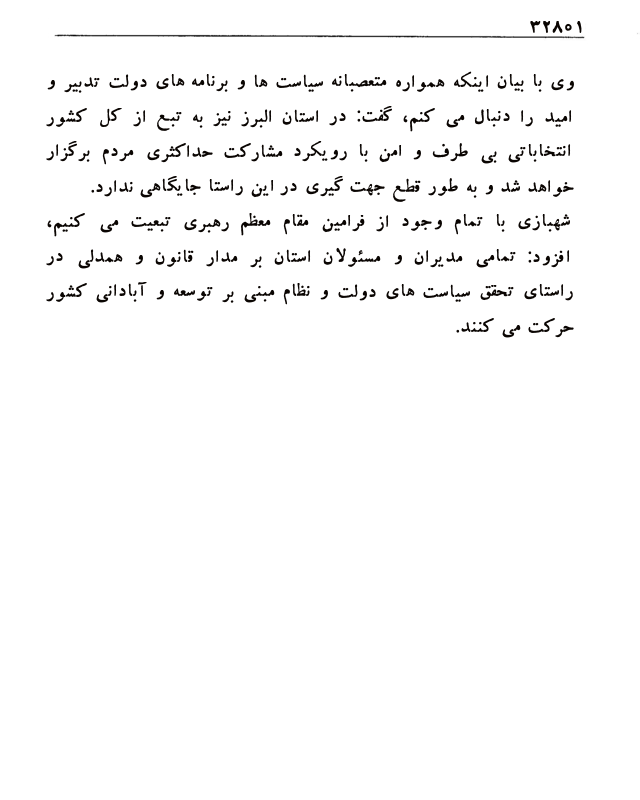 ۳۲۸۰۱
وی با بیان اینکه همواره متعصبانه سیاست ها و برنامه های دولت تدبیر و
امید را دنبال می کنم، گفت: در استان البرز نیز به تبع از کل کشور
انتخاباتی بی طرف و امن با رویکرد مشارکت حداکثری مردم برگزار
خواهد شد و به طور قطع جهت گیری در این راستا جایگاهی ندارد.
شهبازی با تمام وجود از فرامین مقام معظم رهبری تبعیت می کنیم،
افزود: تمامی مدیران و مسئولان استان بر مدار قانون و همدلی در
راستای تحقق سیاست های دولت و نظام مبنی بر توسعه و آبادانی کشور
حرکت می کنند.